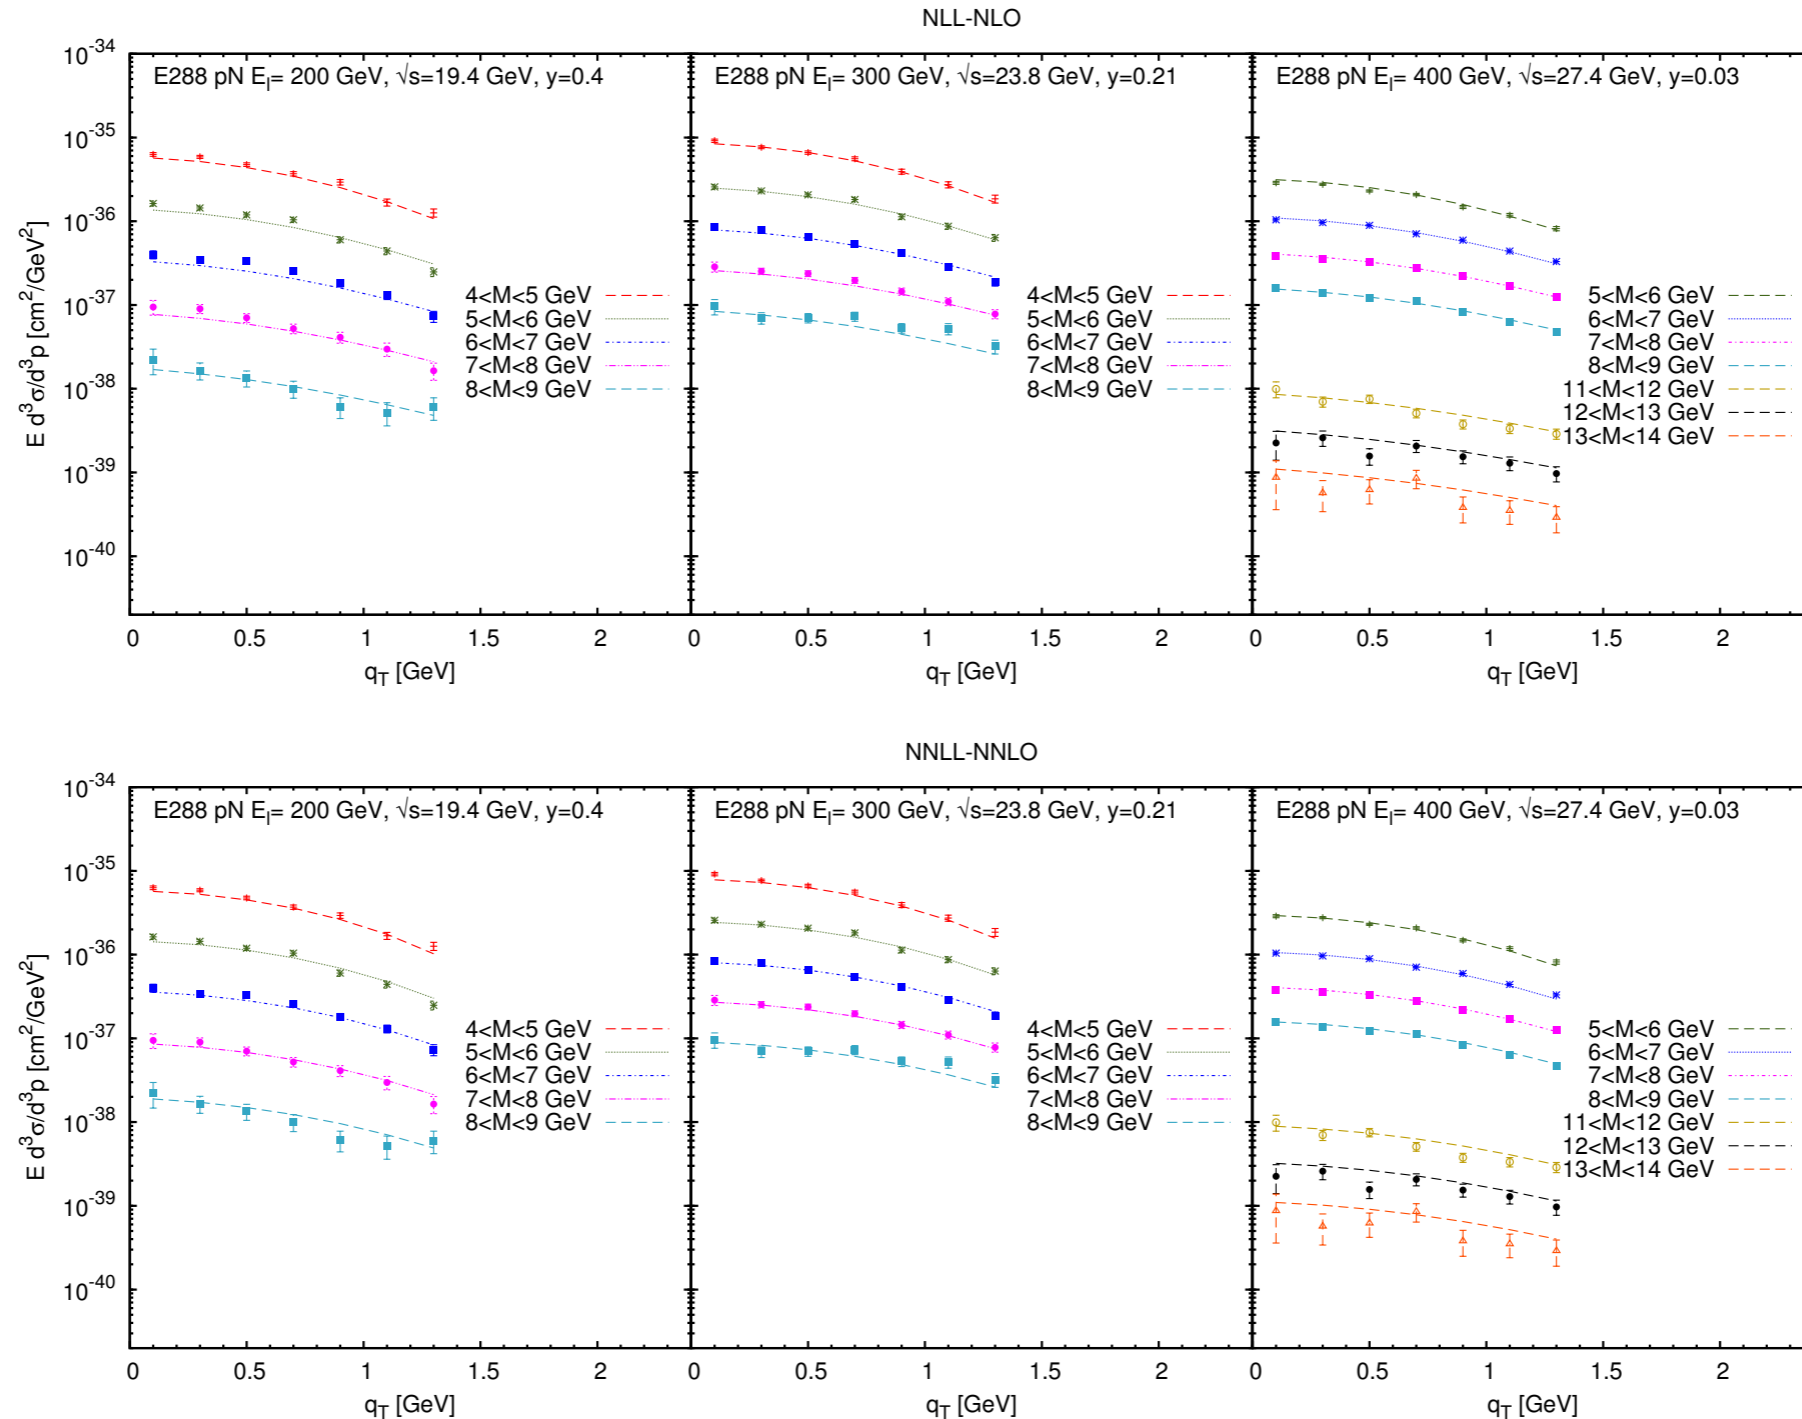 NLL-NLO
E d³σ/d³p [cm²/GeV²]
10⁻³⁴
10⁻³⁵
10⁻³⁶
10⁻³⁷
10⁻³⁸
10⁻³⁹
10⁻⁴⁰
E288 pN E_l= 200 GeV, √s=19.4 GeV, y=0.4
4<M<5 GeV
5<M<6 GeV
6<M<7 GeV
7<M<8 GeV
8<M<9 GeV
0 0.5 1 1.5 2
q_T [GeV]
E288 pN E_l= 300 GeV, √s=23.8 GeV, y=0.21
4<M<5 GeV
5<M<6 GeV
6<M<7 GeV
7<M<8 GeV
8<M<9 GeV
0 0.5 1 1.5 2
q_T [GeV]
E288 pN E_l= 400 GeV, √s=27.4 GeV, y=0.03
5<M<6 GeV
6<M<7 GeV
7<M<8 GeV
8<M<9 GeV
11<M<12 GeV
12<M<13 GeV
13<M<14 GeV
0 0.5 1 1.5 2
q_T [GeV]
NNLL-NNLO
E d³σ/d³p [cm²/GeV²]
10⁻³⁴
10⁻³⁵
10⁻³⁶
10⁻³⁷
10⁻³⁸
10⁻³⁹
10⁻⁴⁰
E288 pN E_l= 200 GeV, √s=19.4 GeV, y=0.4
4<M<5 GeV
5<M<6 GeV
6<M<7 GeV
7<M<8 GeV
8<M<9 GeV
0 0.5 1 1.5 2
q_T [GeV]
E288 pN E_l= 300 GeV, √s=23.8 GeV, y=0.21
4<M<5 GeV
5<M<6 GeV
6<M<7 GeV
7<M<8 GeV
8<M<9 GeV
0 0.5 1 1.5 2
q_T [GeV]
E288 pN E_l= 400 GeV, √s=27.4 GeV, y=0.03
5<M<6 GeV
6<M<7 GeV
7<M<8 GeV
8<M<9 GeV
11<M<12 GeV
12<M<13 GeV
13<M<14 GeV
0 0.5 1 1.5 2
q_T [GeV]